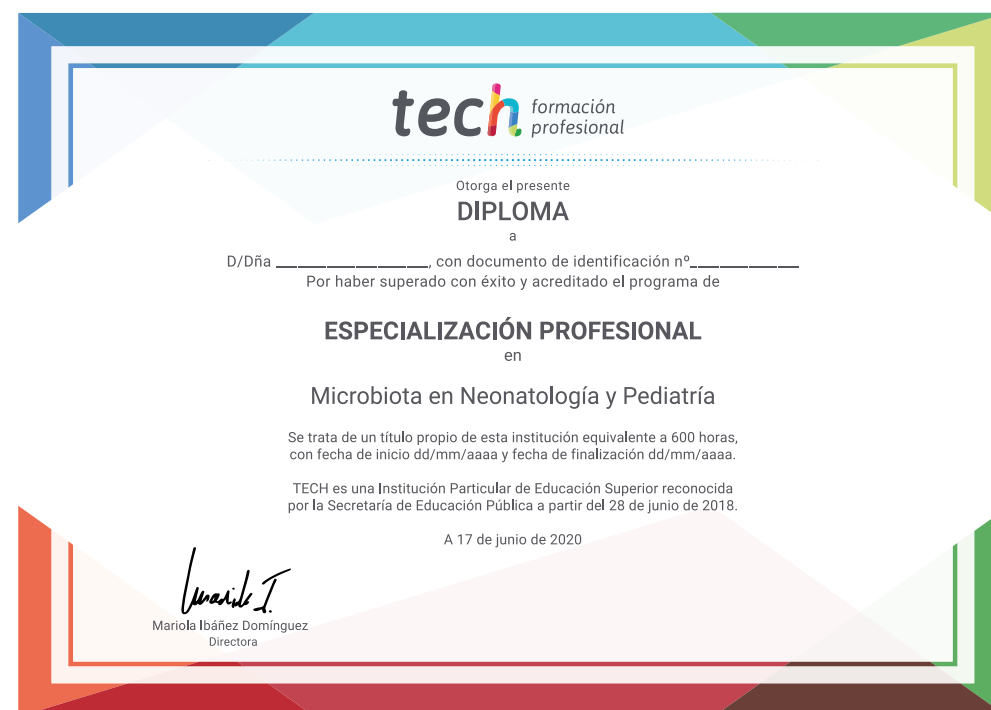 tech formación
profesional
Otorga el presente
DIPLOMA
a
D/Dña ____________________, con documento de identificación nº______________
Por haber superado con éxito y acreditado el programa de
ESPECIALIZACIÓN PROFESIONAL
en
Microbiota en Neonatología y Pediatría
Se trata de un título propio de esta institución equivalente a 600 horas,
con fecha de inicio dd/mm/aaaa y fecha de finalización dd/mm/aaaa.
TECH es una Institución Particular de Educación Superior reconocida
por la Secretaría de Educación Pública a partir del 28 de junio de 2018.
A 17 de junio de 2020
Mariola Ibáñez Domínguez
Directora